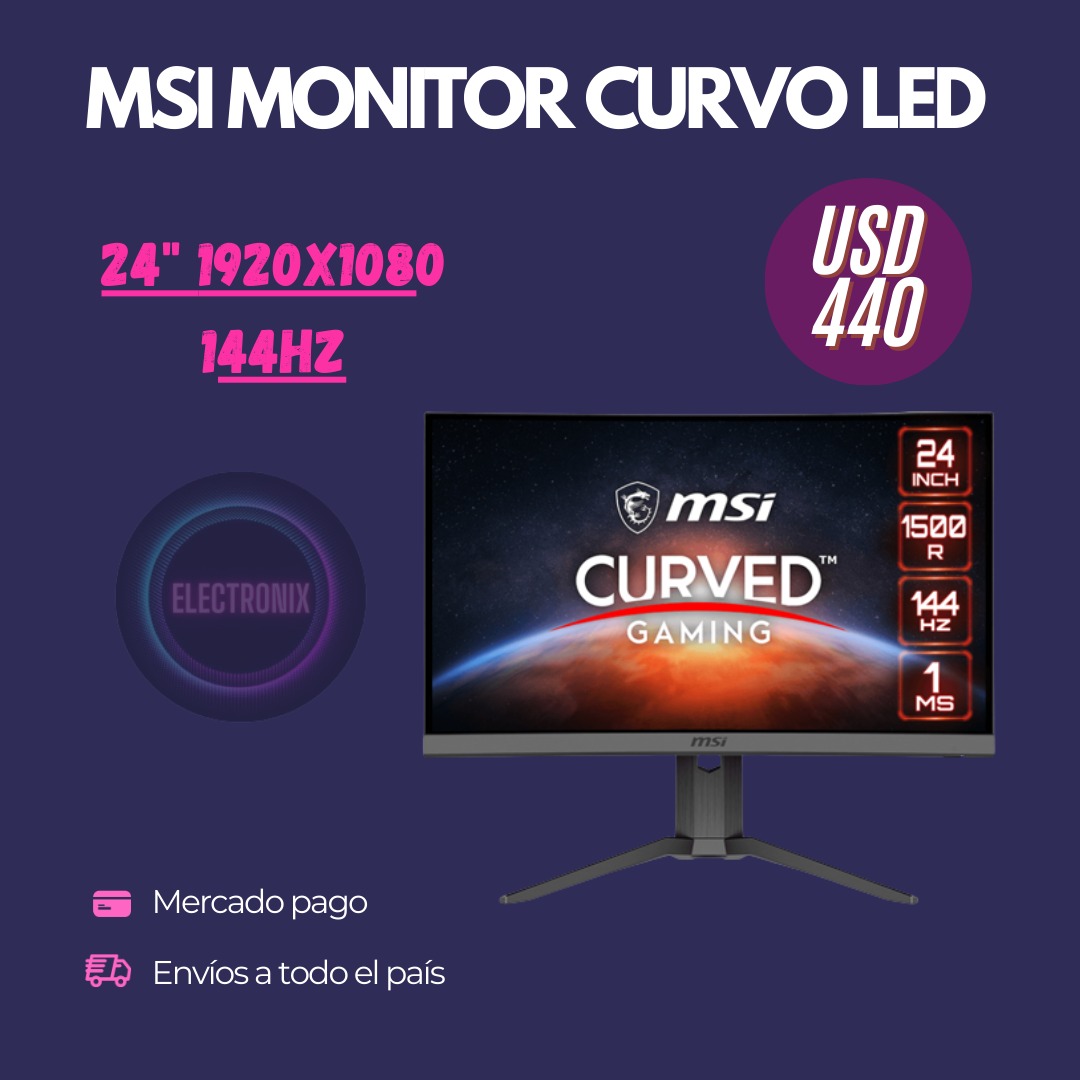 MSI MONITOR CURVO LED
24" 1920X1080
144HZ
USD
440
ELECTRONIX
msi
CURVED™
GAMING
24
INCH
1500
R
144
HZ
1
MS
msi
Mercado pago
Envíos a todo el país